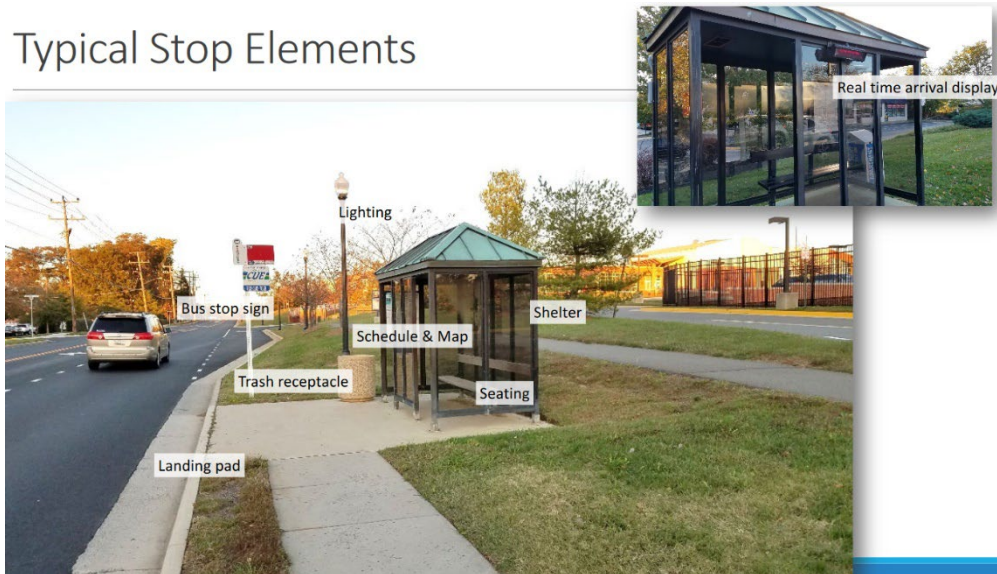 Typical Stop Elements
Real time arrival display
Lighting
CUE
Bus stop sign
Shelter
Schedule & Map
Trash receptacle
Seating
Landing pad